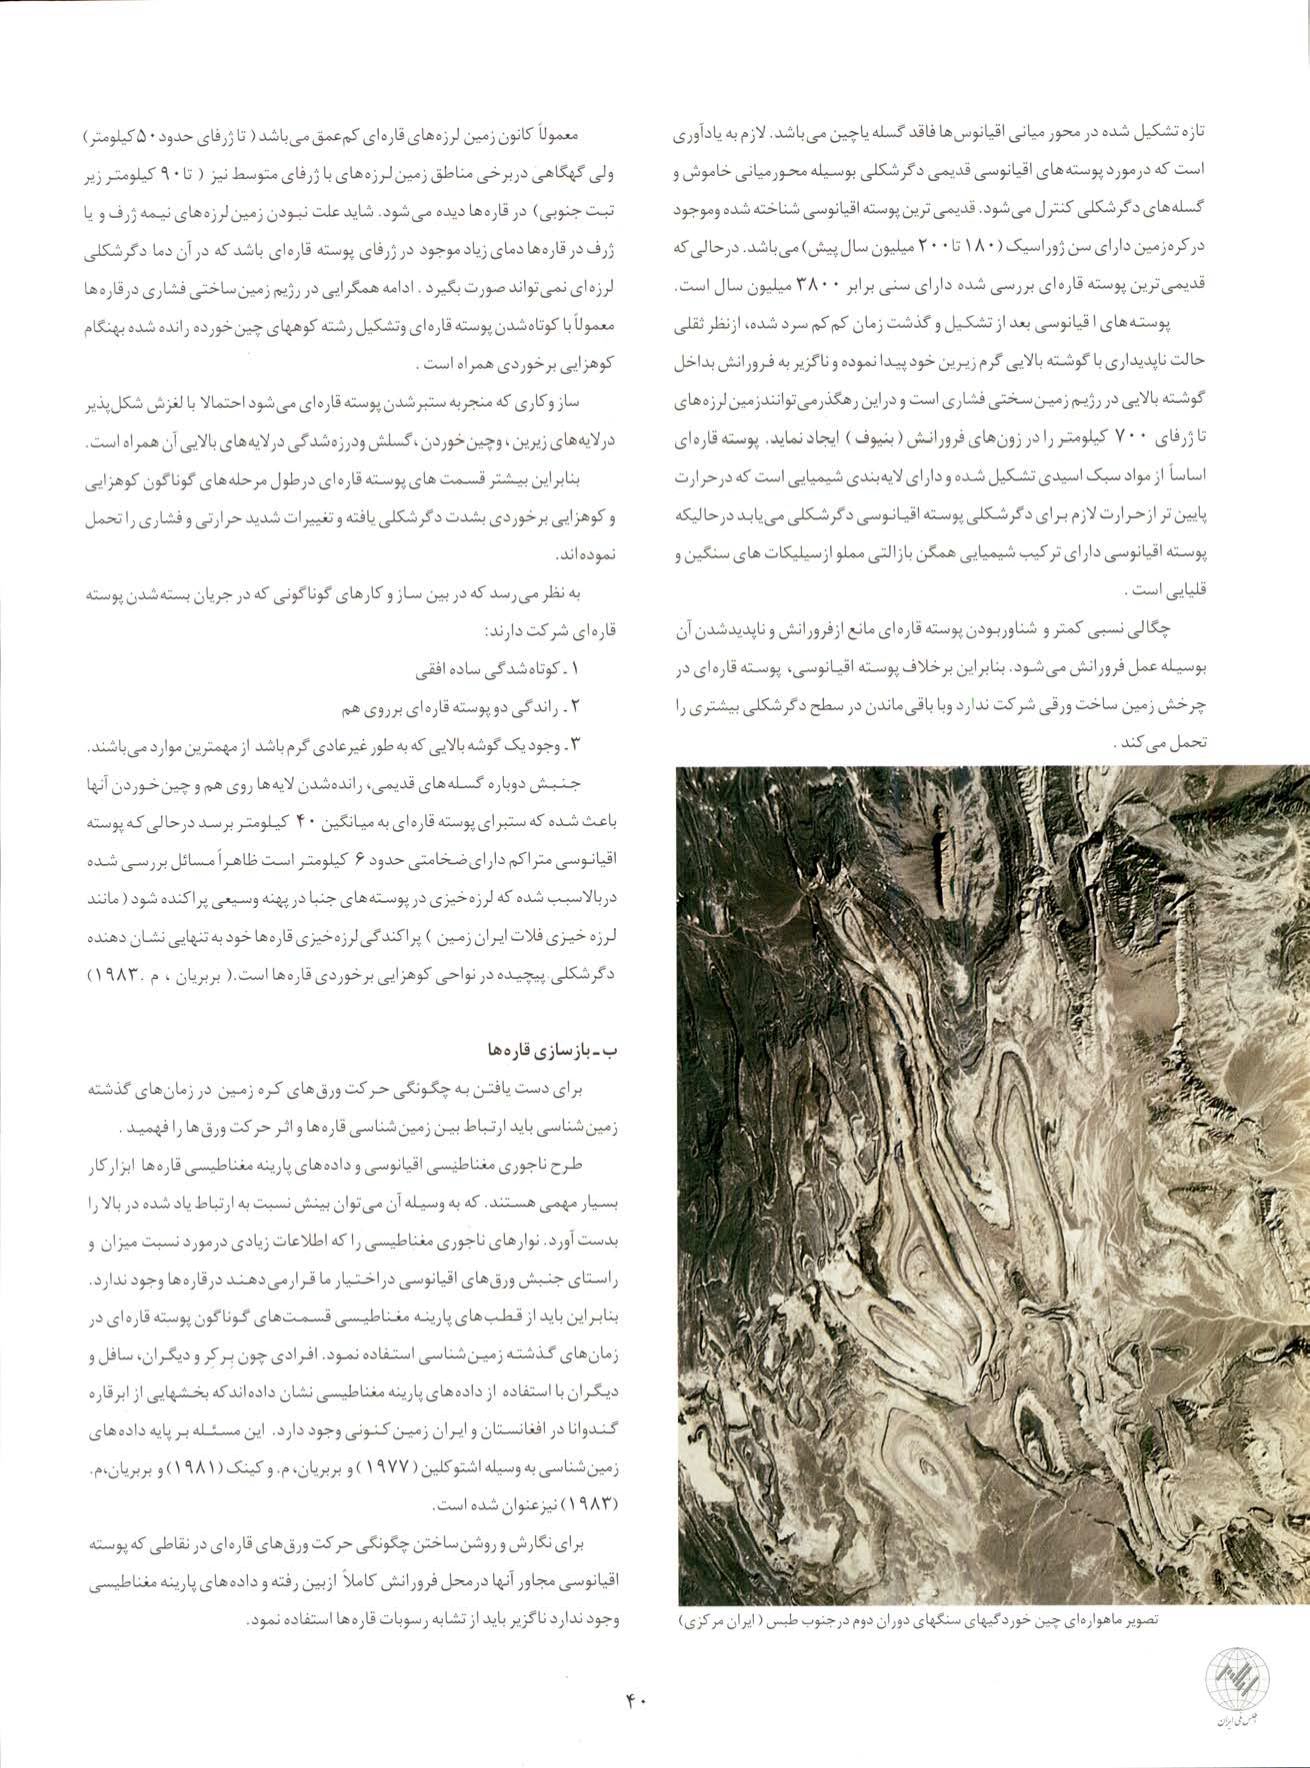 تازه تشکیل شده در محور میانی اقیانوس‌ها فاقد گسله یاچین می‌باشد. لازم به یادآوری
است که درمورد پوسته‌های اقیانوسی قدیمی دگرشکلی بوسیله محورمیانی خاموش و
گسله‌های دگرشکلی کنترل می‌شود. قدیمی ترین پوسته اقیانوسی شناخته شده وموجود
درکره‌زمین دارای سن ژوراسیک (۱۸۰ تا ۲۰۰ میلیون سال پیش) می‌باشد. درحالی که
قدیمی‌ترین پوسته قاره‌ای بررسی شده دارای سنی برابر ۳۸۰۰ میلیون سال است.
پوسته‌های اقیانوسی بعد از تشکیل و گذشت زمان کم‌کم سرد شده، ازنظر ثقلی
حالت ناپدیداری با گوشته بالایی گرم زیرین خود پیدا نموده و ناگزیر به فرورانش بداخل
گوشته بالایی در رژیم زمین‌سختی فشاری است و دراین رهگذر می‌توانندزمین لرزه‌های
تا ژرفای ۷۰۰ کیلومتر را در زون‌های فرورانش ( بنیوف ) ایجاد نماید. پوسته قاره‌ای
اساساً از مواد سبک اسیدی تشکیل شده و دارای لایه‌بندی شیمیایی است که درحرارت
پایین تر ازحرارت لازم برای دگرشکلی پوسته اقیانوسی دگرشکلی می‌یابد درحالیکه
پوسته اقیانوسی دارای ترکیب شیمیایی همگن بازالتی مملو ازسیلیکات های سنگین و
قلیایی است .
چگالی نسبی کمتر و شناوربودن پوسته قاره‌ای مانع ازفرورانش و ناپدیدشدن آن
بوسیله عمل فرورانش می‌شود. بنابراین برخلاف پوسته اقیانوسی، پوسته قاره‌ای در
چرخش زمین ساخت ورقی شرکت ندارد وبا باقی‌ماندن در سطح دگرشکلی بیشتری را
تحمل می‌کند .
تصویر ماهواره‌ای چین خوردگیهای سنگهای دوران دوم درجنوب طبس ( ایران مرکزی)
معمولاً کانون زمین لرزه‌های قاره‌ای کم‌عمق می‌باشد ( تا ژرفای حدود ۵۰ کیلومتر)
ولی گهگاهی دربرخی مناطق زمین‌لرزه‌های با ژرفای متوسط نیز ( تا ۹۰ کیلومتر زیر
تبت جنوبی) در قاره‌ها دیده می‌شود. شاید علت نبودن زمین لرزه‌های نیمه ژرف و یا
ژرف در قاره‌ها دمای زیاد موجود در ژرفای پوسته قاره‌ای باشد که در آن دما دگرشکلی
لرزه‌ای نمی‌تواند صورت بگیرد . ادامه همگرایی در رژیم زمین‌ساختی فشاری درقاره‌ها
معمولاً با کوتاه‌شدن پوسته قاره‌ای وتشکیل رشته کوههای چین‌خورده رانده شده بهنگام
کوهزایی برخوردی همراه است .
ساز و کاری که منجربه ستبرشدن پوسته قاره‌ای می‌شود احتمالا با لغزش شکل‌پذیر
درلایه‌های زیرین ، وچین‌خوردن ، گسلش ودرزه‌شدگی درلایه‌های بالایی آن همراه است.
بنابراین بیشتر قسمت های پوسته قاره‌ای درطول مرحله‌های گوناگون کوهزایی
و کوهزایی برخوردی بشدت دگرشکلی یافته و تغییرات شدید حرارتی و فشاری را تحمل
نموده‌اند.
به نظر می‌رسد که در بین ساز و کارهای گوناگونی که در جریان بسته‌شدن پوسته
قاره‌ای شرکت دارند:
۱ ـ کوتاه‌شدگی ساده افقی
۲ ـ راندگی دو پوسته قاره‌ای برروی هم
۳ ـ وجود یک گوشه بالایی که به طور غیرعادی گرم باشد از مهمترین موارد می‌باشند.
جنبش دوباره گسله‌های قدیمی، رانده‌شدن لایه‌ها روی هم و چین‌خوردن آنها
باعث شده که ستبرای پوسته قاره‌ای به میانگین ۴۰ کیلومتر برسد درحالی که پوسته
اقیانوسی متراکم دارای ضخامتی حدود ۶ کیلومتر است ظاهراً مسائل بررسی شده
دربالاسبب شده که لرزه‌خیزی در پوسته‌های جنبا در پهنه وسیعی پراکنده شود ( مانند
لرزه خیزی فلات ایران زمین ) پراکندگی لرزه‌خیزی قاره‌ها خود به تنهایی نشان دهنده
دگرشکلی پیچیده در نواحی کوهزایی برخوردی قاره‌ها است.( بربریان ، م .۱۹۸۳)
ب ـ بازسازی قاره‌ها
برای دست یافتن به چگونگی حرکت ورق‌های کره زمین در زمان‌های گذشته
زمین‌شناسی باید ارتباط بین زمین‌شناسی قاره‌ها و اثر حرکت ورق‌ها را فهمید .
طرح ناجوری مغناطیسی اقیانوسی و داده‌های پارینه مغناطیسی قاره‌ها ابزارکار
بسیار مهمی هستند. که به وسیله آن می‌توان بینش نسبت به ارتباط یاد شده در بالا را
بدست آورد. نوارهای ناجوری مغناطیسی را که اطلاعات زیادی درمورد نسبت میزان و
راستای جنبش ورق‌های اقیانوسی دراختیار ما قرارمی‌دهند درقاره‌ها وجود ندارد.
بنابراین باید از قطب‌های پارینه مغناطیسی قسمت‌های گوناگون پوسته قاره‌ای در
زمان‌های گذشته زمین‌شناسی استفاده نمود. افرادی چون بِرکِر و دیگران، سافل و
دیگران با استفاده از داده‌های پارینه مغناطیسی نشان داده‌اندکه بخشهایی از ابرقاره
گندوانا در افغانستان و ایران زمین کنونی وجود دارد. این مسئله بر پایه داده‌های
زمین‌شناسی به وسیله اشتوکلین ( ۱۹۷۷ ) و بربریان، م. و کینک (۱۹۸۱) و بربریان،م.
(۱۹۸۳) نیزعنوان شده است.
برای نگارش و روشن‌ساختن چگونگی حرکت ورق‌های قاره‌ای در نقاطی که پوسته
اقیانوسی مجاور آنها درمحل فرورانش کاملاً ازبین رفته و داده‌های پارینه مغناطیسی
وجود ندارد ناگزیر باید از تشابه رسوبات قاره‌ها استفاده نمود.
۴۰
مجلس ملی ایران